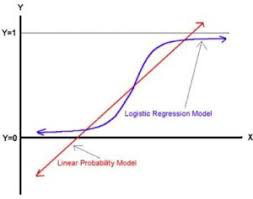 Y
Y=1
Logistic Regression Model
Y=0
X
Linear Probability Model